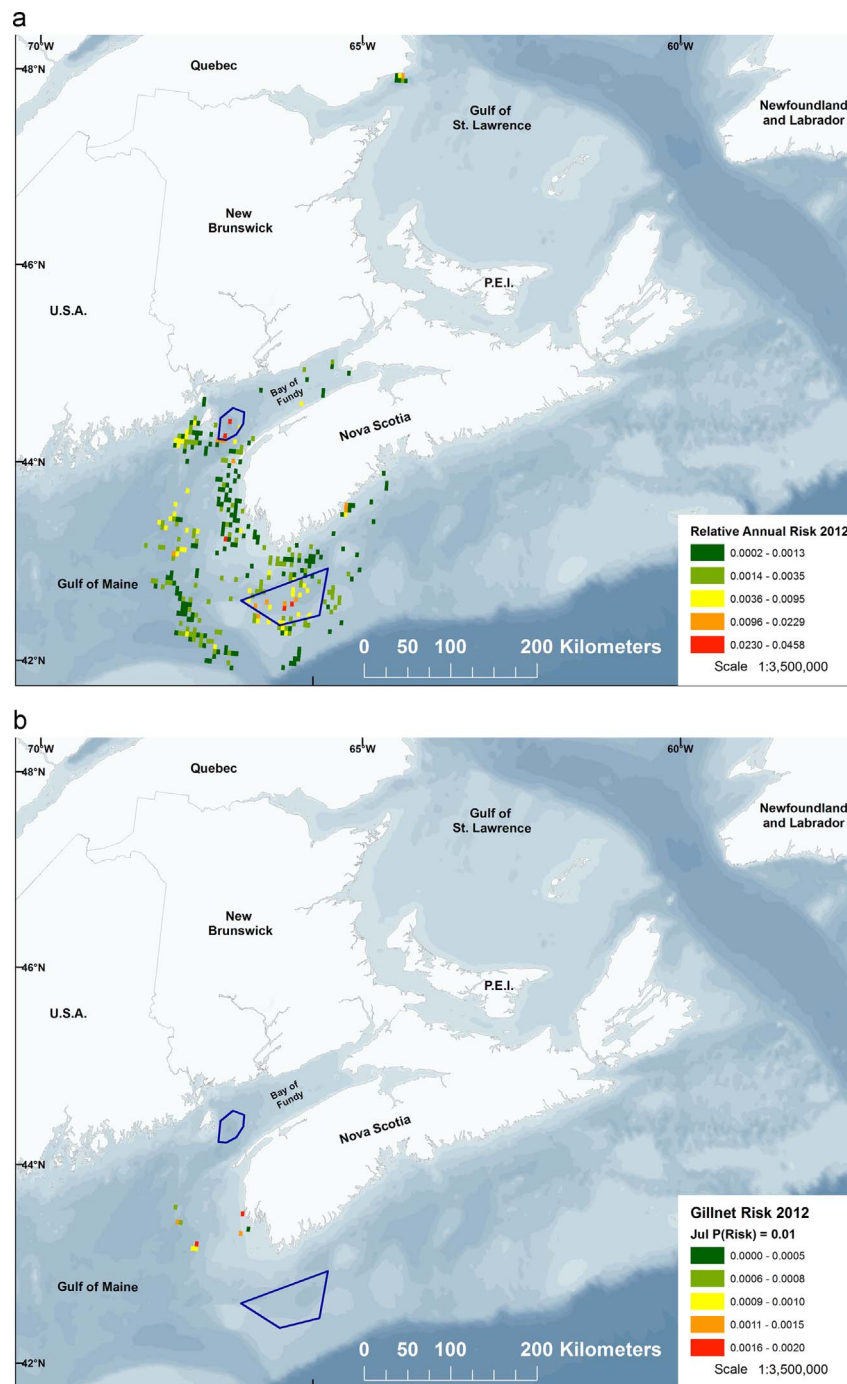 a
70°W 65°W 60°W
48°N
Quebec
Gulf of
St. Lawrence
Newfoundland
and Labrador
New
Brunswick
46°N
P.E.I.
U.S.A.
Bay of
Fundy
Nova Scotia
44°N
Gulf of Maine
42°N
0 50 100 200 Kilometers
Relative Annual Risk 2012
0.0002 - 0.0013
0.0014 - 0.0035
0.0036 - 0.0095
0.0096 - 0.0229
0.0230 - 0.0458
Scale 1:3,500,000
b
70°W 65°W 60°W
48°N
Quebec
Gulf of
St. Lawrence
Newfoundland
and Labrador
New
Brunswick
46°N
P.E.I.
U.S.A.
Bay of
Fundy
Nova Scotia
44°N
Gulf of Maine
42°N
0 50 100 200 Kilometers
Gillnet Risk 2012
Jul P(Risk) = 0.01
0.0000 - 0.0005
0.0006 - 0.0008
0.0009 - 0.0010
0.0011 - 0.0015
0.0016 - 0.0020
Scale 1:3,500,000